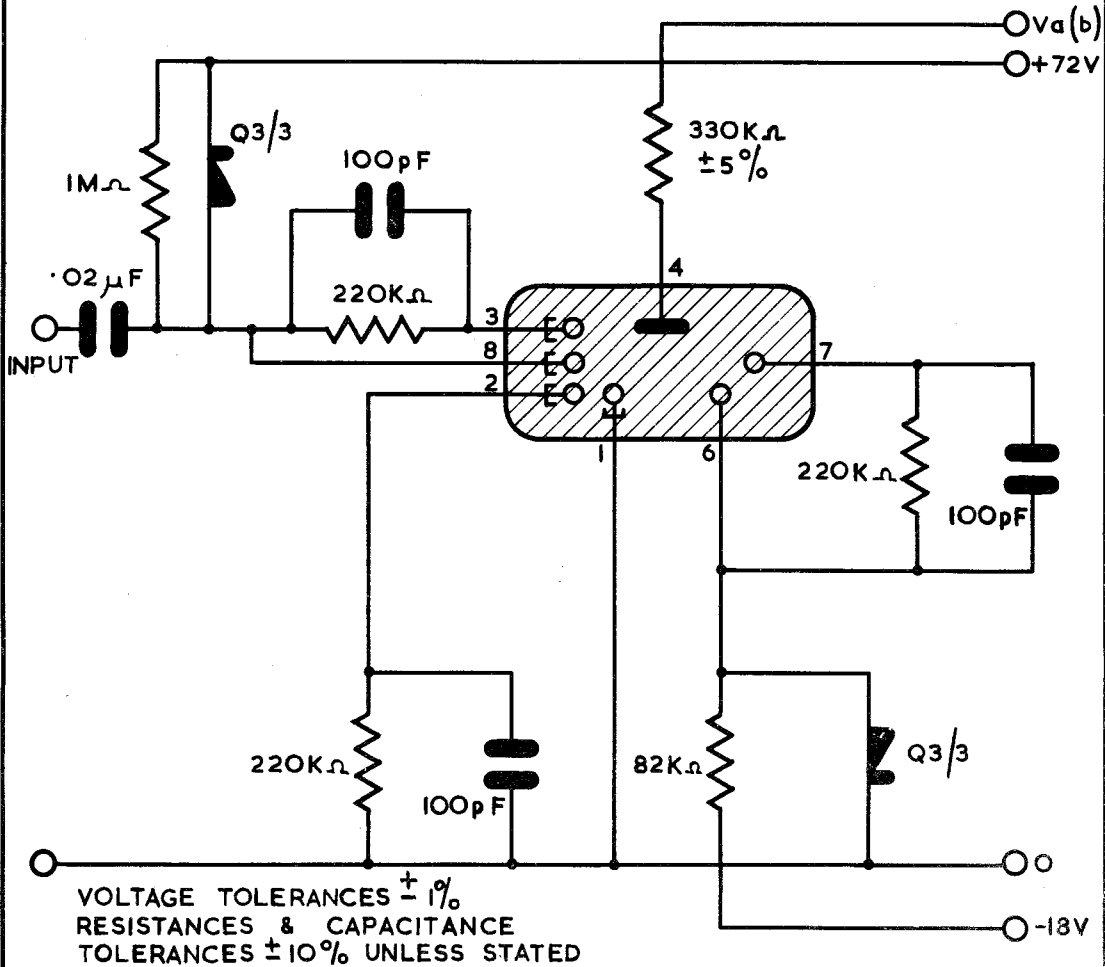 Va(b)
+72V
Q3/3
330KΩ
±5%
100pF
1MΩ
.02μF
220KΩ
4
3
8
2
7
INPUT
1
6
220KΩ
100pF
220KΩ
100pF
82KΩ
Q3/3
O
VOLTAGE TOLERANCES ± 1%
RESISTANCES & CAPACITANCE
TOLERANCES ±10% UNLESS STATED
-18V